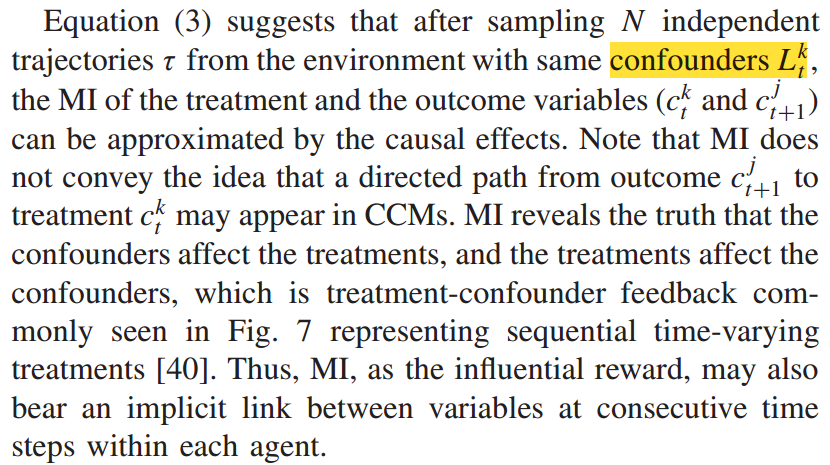 Equation (3) suggests that after sampling N independent
trajectories τ from the environment with same confounders L_t^k,
the MI of the treatment and the outcome variables (c_t^k and c_{t+1}^j)
can be approximated by the causal effects. Note that MI does
not convey the idea that a directed path from outcome c_{t+1}^j to
treatment c_t^k may appear in CCMs. MI reveals the truth that the
confounders affect the treatments, and the treatments affect the
confounders, which is treatment-confounder feedback com-
monly seen in Fig. 7 representing sequential time-varying
treatments [40]. Thus, MI, as the influential reward, may also
bear an implicit link between variables at consecutive time
steps within each agent.